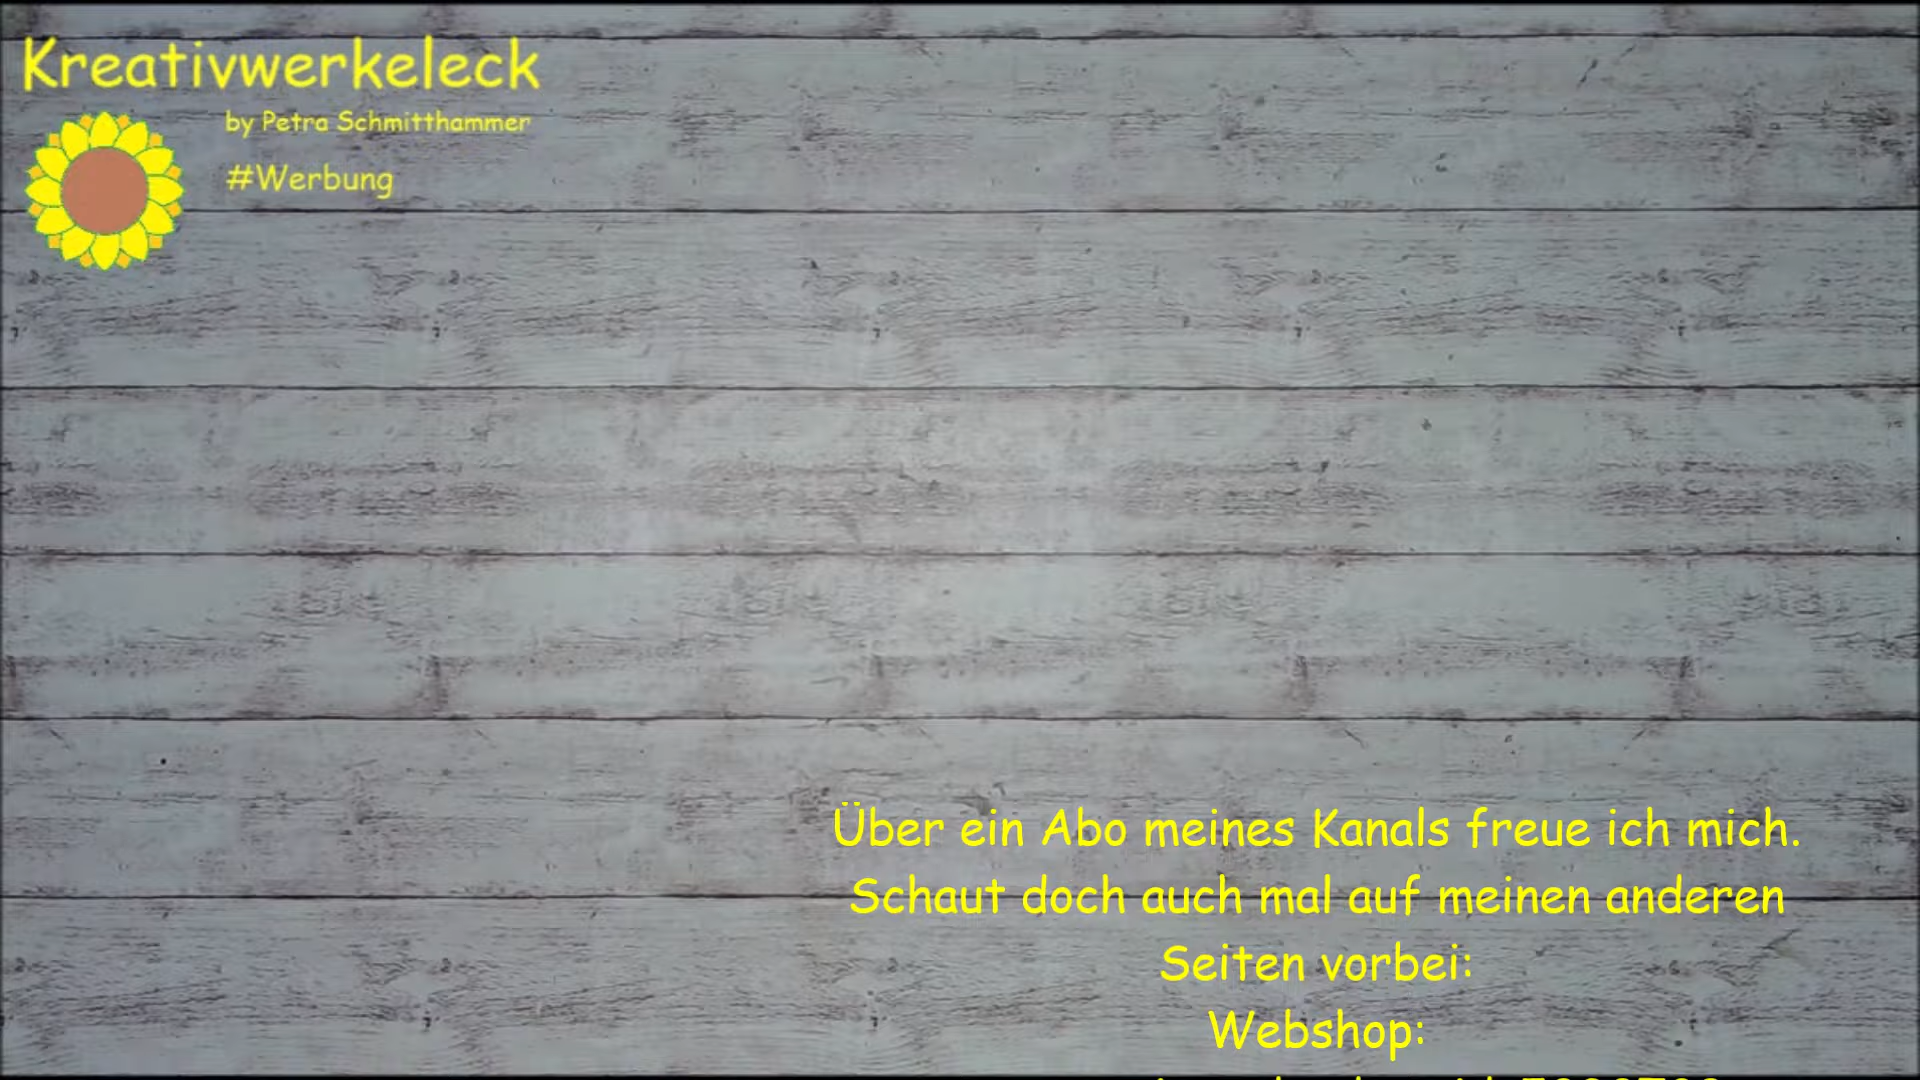 Kreativwerkeleck
by Petra Schmitthammer
#Werbung
Über ein Abo meines Kanals freue ich mich.
Schaut doch auch mal auf meinen anderen
Seiten vorbei:
Webshop: